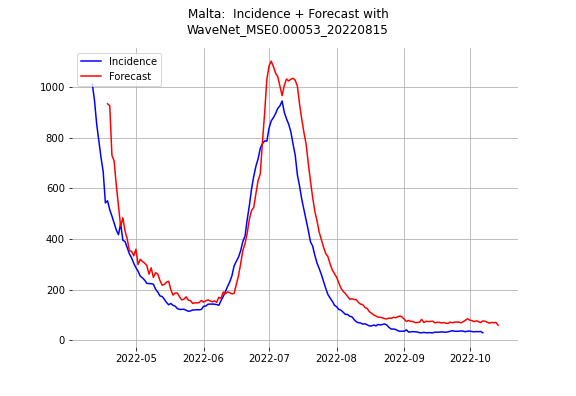 Malta:  Incidence + Forecast with
WaveNet_MSE0.00053_20220815
Incidence
Forecast
1000
800
600
400
200
0
2022-05 2022-06 2022-07 2022-08 2022-09 2022-10